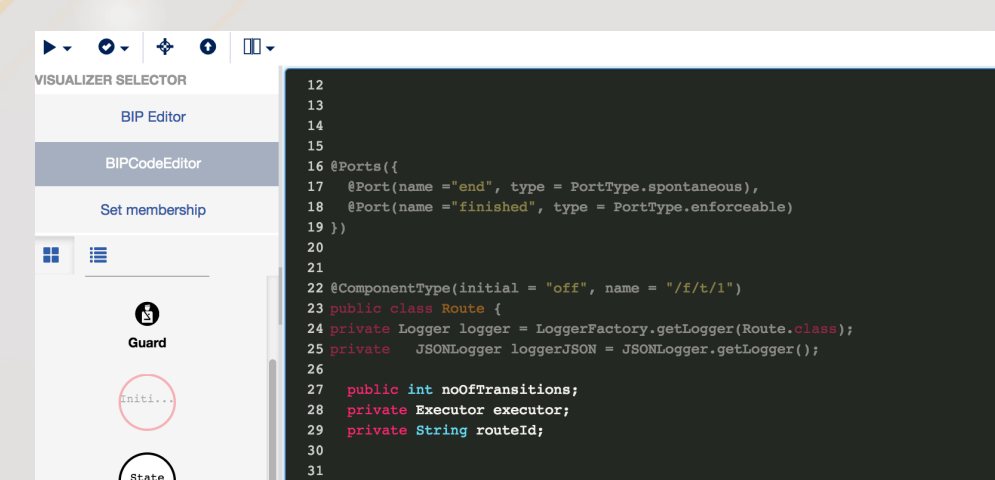 VISUALIZER SELECTOR
BIP Editor
BIPCodeEditor
Set membership
Guard
Initi...
State
12
13
14
15
16 @Ports({
17 @Port(name ="end", type = PortType.spontaneous),
18 @Port(name ="finished", type = PortType.enforceable)
19 })
20
21
22 @ComponentType(initial = "off", name = "/f/t/1")
23 public class Route {
24 private Logger logger = LoggerFactory.getLogger(Route.class);
25 private JSONLogger loggerJSON = JSONLogger.getLogger();
26
27 public int noOfTransitions;
28 private Executor executor;
29 private String routeId;
30
31